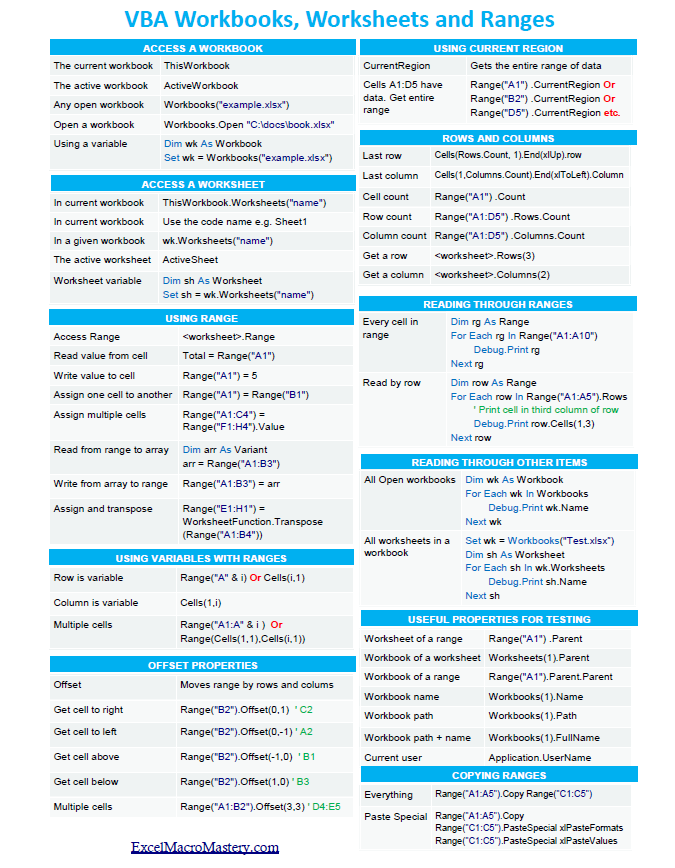 VBA Workbooks, Worksheets and Ranges
ACCESS A WORKBOOK
The current workbook ThisWorkbook
The active workbook ActiveWorkbook
Any open workbook Workbooks("example.xlsx")
Open a workbook Workbooks.Open "C:\docs\book.xlsx"
Using a variable Dim wk As Workbook
Set wk = Workbooks("example.xlsx")
ACCESS A WORKSHEET
In current workbook ThisWorkbook.Worksheets("name")
In current workbook Use the code name e.g. Sheet1
In a given workbook wk.Worksheets("name")
The active worksheet ActiveSheet
Worksheet variable Dim sh As Worksheet
Set sh = wk.Worksheets("name")
USING RANGE
Access Range <worksheet>.Range
Read value from cell Total = Range("A1")
Write value to cell Range("A1") = 5
Assign one cell to another Range("A1") = Range("B1")
Assign multiple cells Range("A1:C4") =
Range("F1:H4").Value
Read from range to array Dim arr As Variant
arr = Range("A1:B3")
Write from array to range Range("A1:B3") = arr
Assign and transpose Range("E1:H1") =
WorksheetFunction.Transpose
(Range("A1:B4"))
USING VARIABLES WITH RANGES
Row is variable Range("A" & i) Or Cells(i,1)
Column is variable Cells(1,i)
Multiple cells Range("A1:A" & i ) Or
Range(Cells(1,1),Cells(i,1))
OFFSET PROPERTIES
Offset Moves range by rows and colums
Get cell to right Range("B2").Offset(0,1) ' C2
Get cell to left Range("B2").Offset(0,-1) ' A2
Get cell above Range("B2").Offset(-1,0) ' B1
Get cell below Range("B2").Offset(1,0) ' B3
Multiple cells Range("A1:B2").Offset(3,3) ' D4:E5
ExcelMacroMastery.com
USING CURRENT REGION
CurrentRegion Gets the entire range of data
Cells A1:D5 have Range("A1") .CurrentRegion Or
data. Get entire Range("B2") .CurrentRegion Or
range Range("D5") .CurrentRegion etc.
ROWS AND COLUMNS
Last row Cells(Rows.Count, 1).End(xlUp).row
Last column Cells(1,Columns.Count).End(xlToLeft).Column
Cell count Range("A1") .Count
Row count Range("A1:D5") .Rows.Count
Column count Range("A1:D5") .Columns.Count
Get a row <worksheet>.Rows(3)
Get a column <worksheet>.Columns(2)
READING THROUGH RANGES
Every cell in Dim rg As Range
range For Each rg In Range("A1:A10")
Debug.Print rg
Next rg
Read by row Dim row As Range
For Each row In Range("A1:A5").Rows
' Print cell in third column of row
Debug.Print row.Cells(1,3)
Next row
READING THROUGH OTHER ITEMS
All Open workbooks Dim wk As Workbook
For Each wk In Workbooks
Debug.Print wk.Name
Next wk
All worksheets in a Set wk = Workbooks("Test.xlsx")
workbook Dim sh As Worksheet
For Each sh In wk.Worksheets
Debug.Print sh.Name
Next sh
USEFUL PROPERTIES FOR TESTING
Worksheet of a range Range("A1") .Parent
Workbook of a worksheet Worksheets(1).Parent
Workbook of a range Range("A1").Parent.Parent
Workbook name Workbooks(1).Name
Workbook path Workbooks(1).Path
Workbook path + name Workbooks(1).FullName
Current user Application.UserName
COPYING RANGES
Everything Range("A1:A5").Copy Range("C1:C5")
Paste Special Range("A1:A5").Copy
Range("C1:C5").PasteSpecial xlPasteFormats
Range("C1:C5").PasteSpecial xlPasteValues